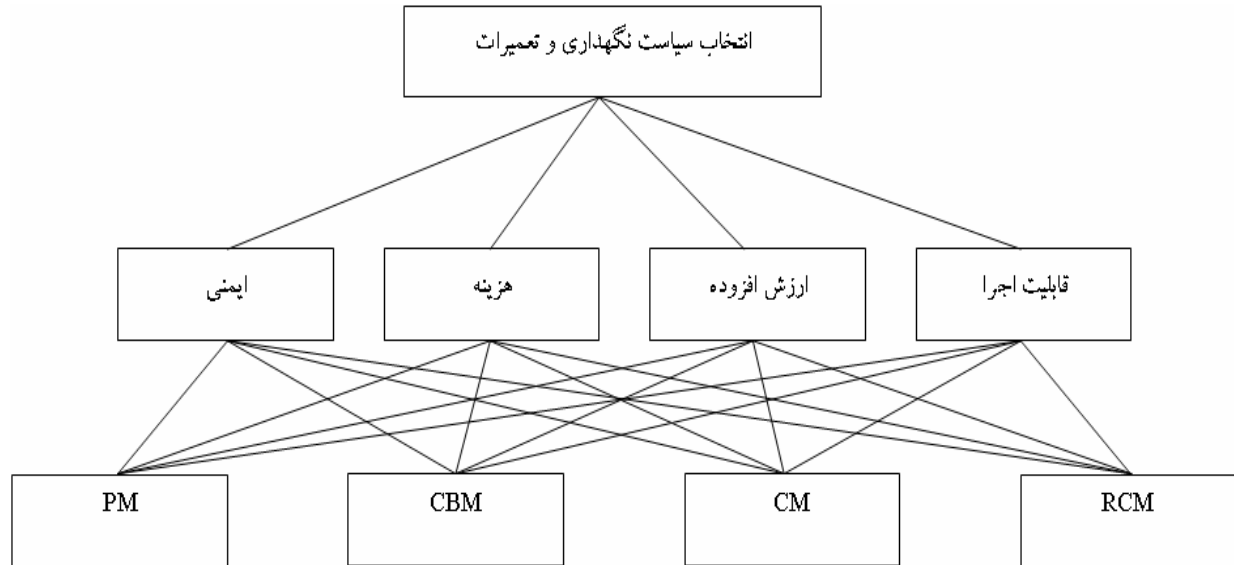 انتخاب سیاست نگهداری و تعمیرات
ایمنی
هزینه
ارزش افزوده
قابلیت اجرا
PM
CBM
CM
RCM